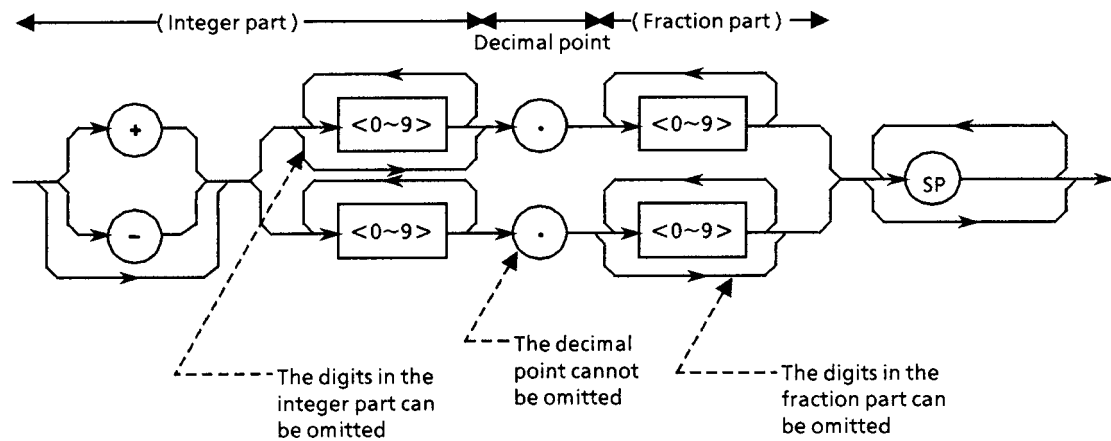 (Integer part)
Decimal point
(Fraction part)
+
-
<0~9>
.
<0~9>
<0~9>
.
<0~9>
SP
The digits in the
integer part can
be omitted
The decimal
point cannot
be omitted
The digits in the
fraction part can
be omitted